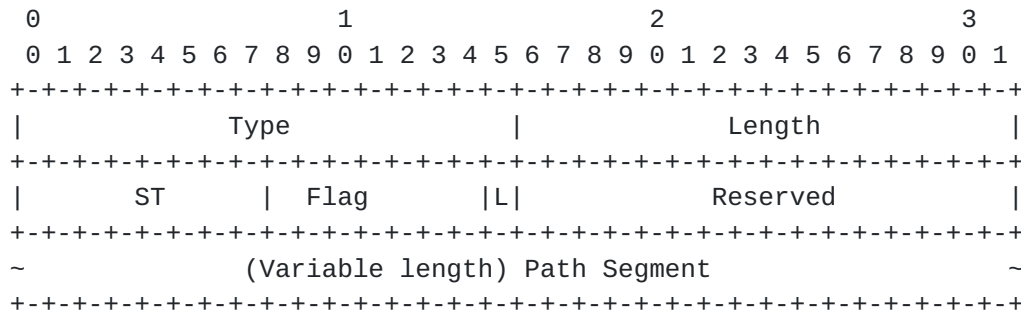 0                   1                   2                   3
 0 1 2 3 4 5 6 7 8 9 0 1 2 3 4 5 6 7 8 9 0 1 2 3 4 5 6 7 8 9 0 1
+-+-+-+-+-+-+-+-+-+-+-+-+-+-+-+-+-+-+-+-+-+-+-+-+-+-+-+-+-+-+-+-+
|             Type              |             Length            |
+-+-+-+-+-+-+-+-+-+-+-+-+-+-+-+-+-+-+-+-+-+-+-+-+-+-+-+-+-+-+-+-+
|       ST      |  Flag       |L|            Reserved           |
+-+-+-+-+-+-+-+-+-+-+-+-+-+-+-+-+-+-+-+-+-+-+-+-+-+-+-+-+-+-+-+-+
~              (Variable length) Path Segment                   ~
+-+-+-+-+-+-+-+-+-+-+-+-+-+-+-+-+-+-+-+-+-+-+-+-+-+-+-+-+-+-+-+-+